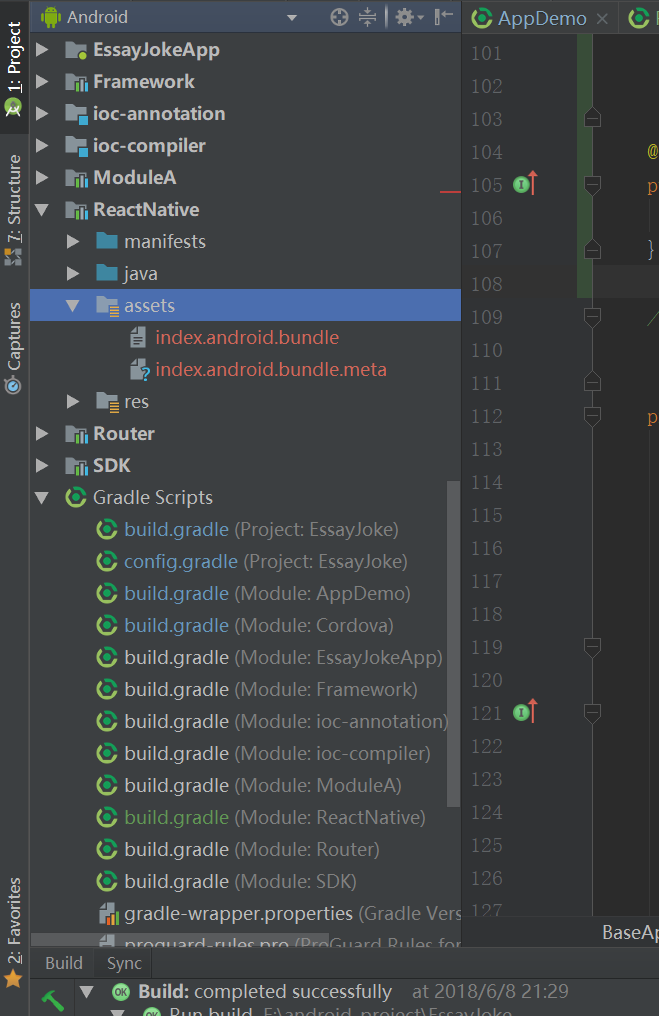 1: Project
7: Structure
Captures
2: Favorites
Android
EssayJokeApp
Framework
ioc-annotation
ioc-compiler
ModuleA
ReactNative
manifests
java
assets
index.android.bundle
index.android.bundle.meta
res
Router
SDK
Gradle Scripts
build.gradle (Project: EssayJoke)
config.gradle (Project: EssayJoke)
build.gradle (Module: AppDemo)
build.gradle (Module: Cordova)
build.gradle (Module: EssayJokeApp)
build.gradle (Module: Framework)
build.gradle (Module: ioc-annotation)
build.gradle (Module: ioc-compiler)
build.gradle (Module: ModuleA)
build.gradle (Module: ReactNative)
build.gradle (Module: Router)
build.gradle (Module: SDK)
gradle-wrapper.properties (Gradle Vers
proguard-rules.pro (ProGuard Rules for
AppDemo
101
102
103
104 @
105 p
106
107 }
108
109 /
110
111
112 p
113
114
115
116
117
118
119
120
121
122
123
124
125
126
127
BaseAp
Build Sync
Build: completed successfully at 2018/6/8 21:29
Run build E:\android_project\EssayJoke